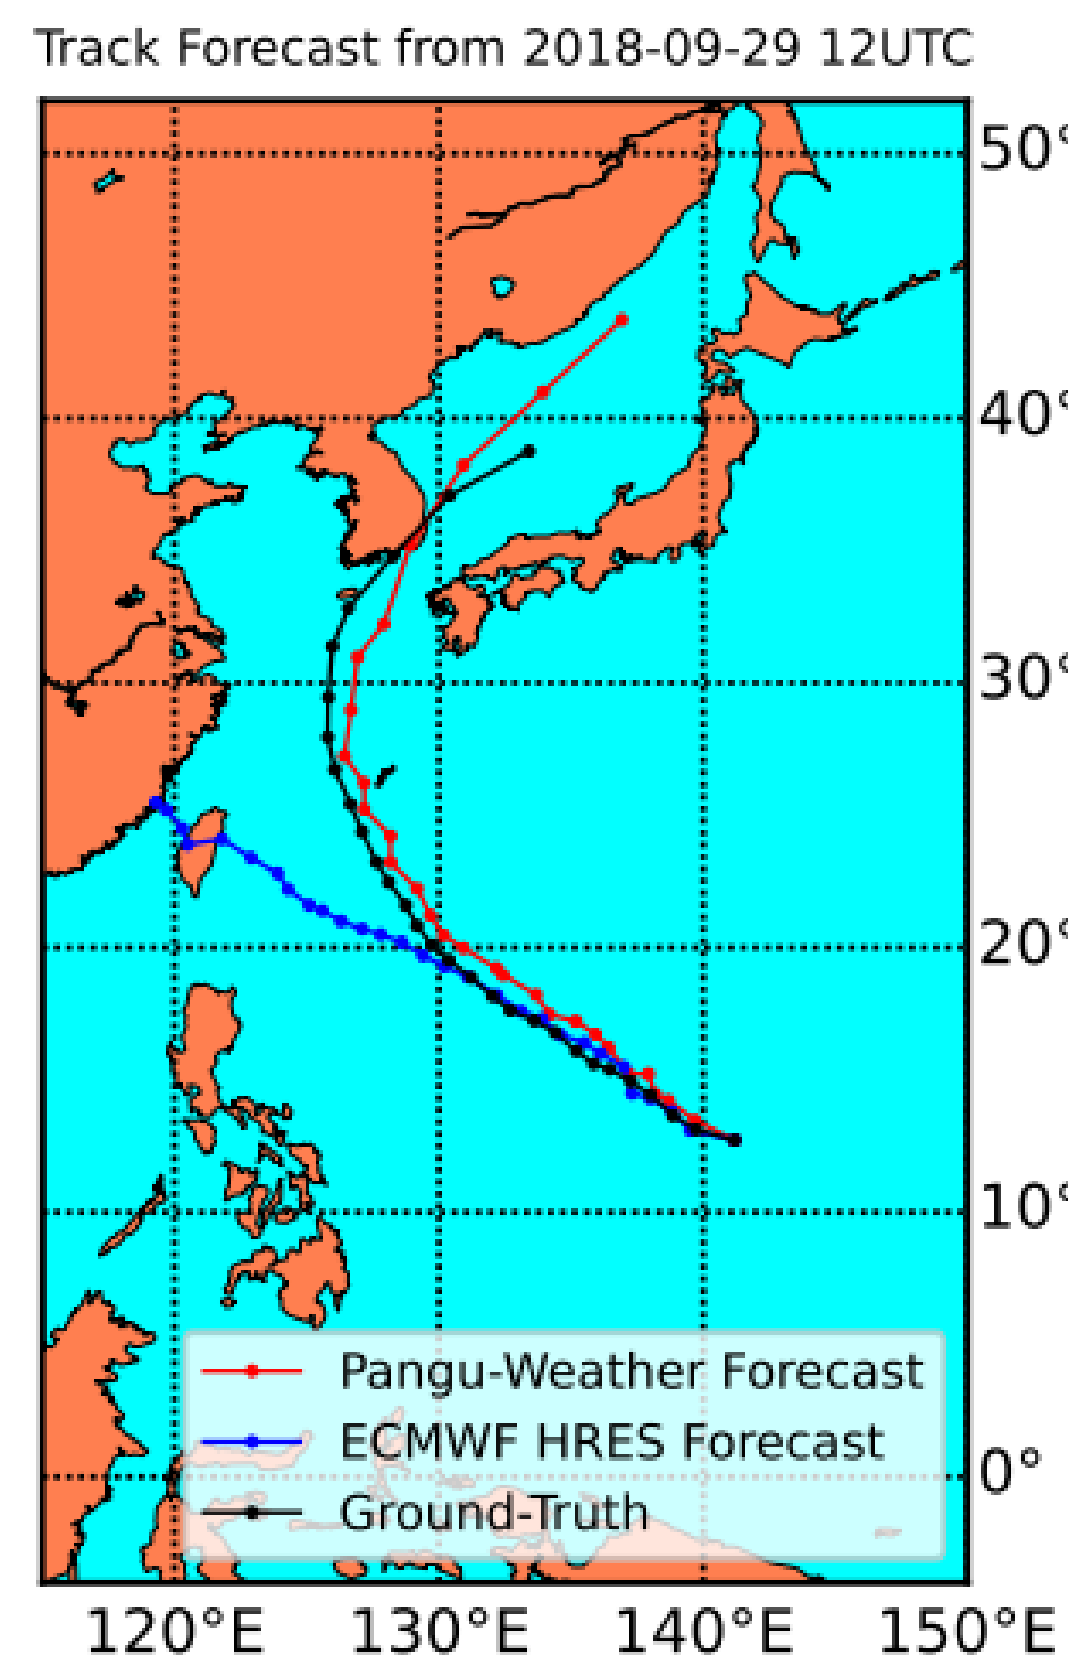 Track Forecast from 2018-09-29 12UTC
50°
40°
30°
20°
10°
0°
Pangu-Weather Forecast
ECMWF HRES Forecast
Ground-Truth
120°E 130°E 140°E 150°E